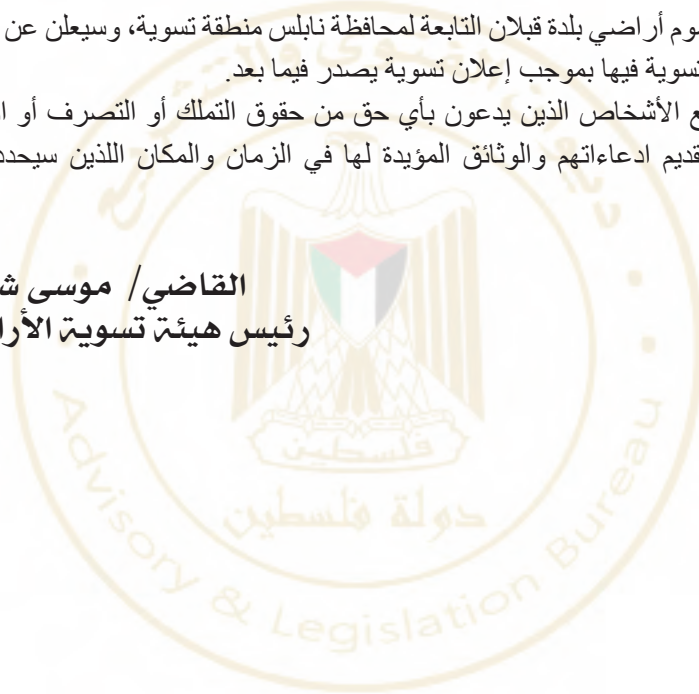 وم أراضي بلدة قبلان التابعة لمحافظة نابلس منطقة تسوية، وسيعلن عن
تسوية فيها بموجب إعلان تسوية يصدر فيما بعد.
ع الأشخاص الذين يدعون بأي حق من حقوق التملك أو التصرف أو ا
قديم ادعاءاتهم والوثائق المؤيدة لها في الزمان والمكان اللذين سيحدد
القاضي/ موسى ش
رئيس هيئة تسوية الأرا
فلسطين
دولة فلسطين
Advisory & Legislation Bureau